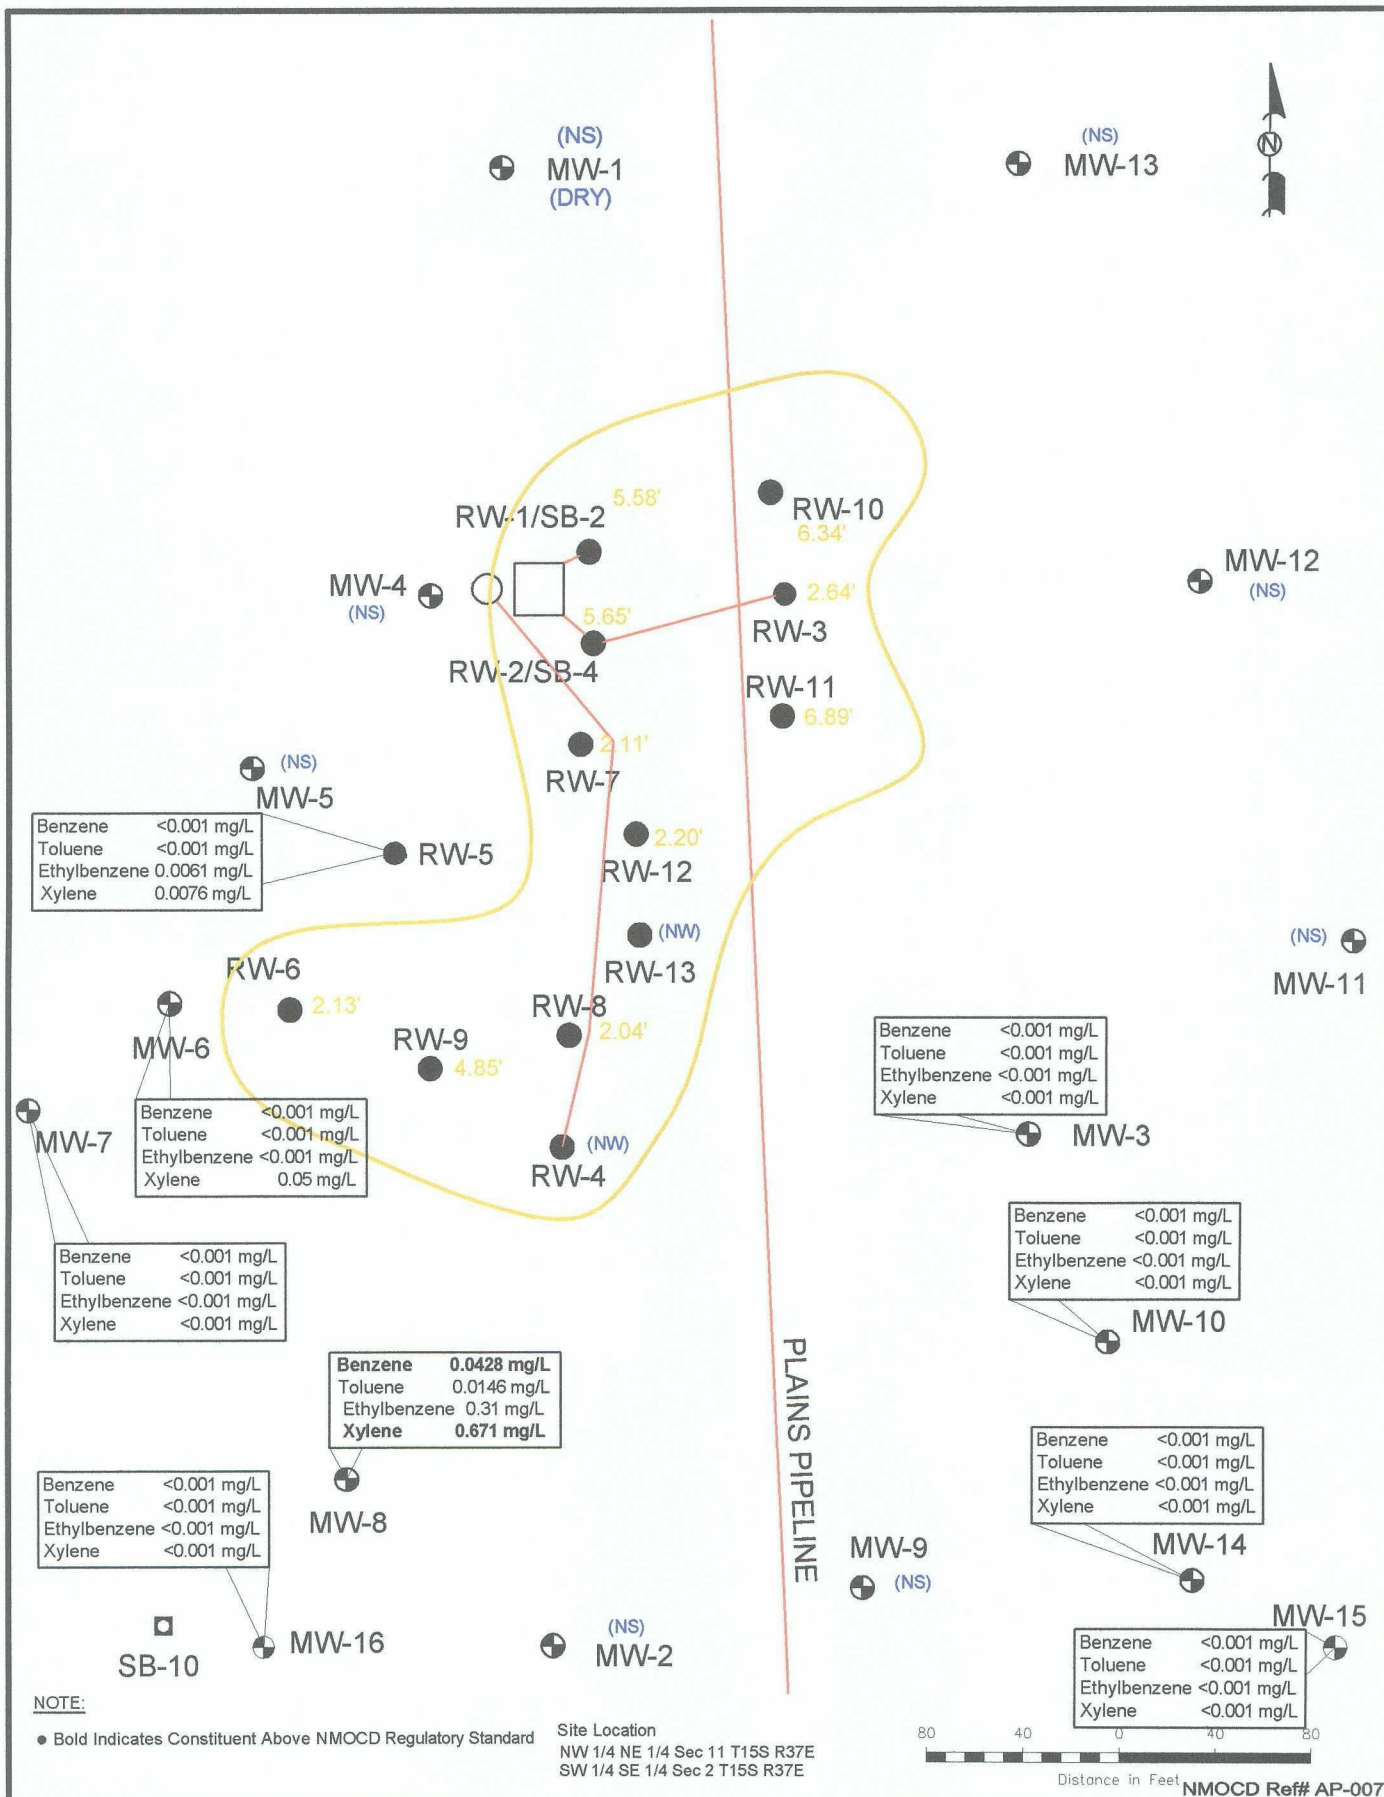 (NS)
MW-1
(DRY)
(NS)
MW-13
N
5.58'
RW-1/SB-2
RW-10
6.34'
MW-4
(NS)
MW-12
(NS)
2.64'
RW-3
5.65'
RW-2/SB-4
RW-11
6.89'
2.11'
RW-7
(NS)
MW-5
Benzene <0.001 mg/L
Toluene <0.001 mg/L
Ethylbenzene 0.0061 mg/L
Xylene 0.0076 mg/L
RW-5
2.20'
RW-12
(NW)
RW-13
(NS)
MW-11
RW-6
2.13'
MW-6
RW-8
2.04'
RW-9
4.85'
Benzene <0.001 mg/L
Toluene <0.001 mg/L
Ethylbenzene <0.001 mg/L
Xylene <0.001 mg/L
MW-3
MW-7
Benzene <0.001 mg/L
Toluene <0.001 mg/L
Ethylbenzene <0.001 mg/L
Xylene 0.05 mg/L
(NW)
RW-4
Benzene <0.001 mg/L
Toluene <0.001 mg/L
Ethylbenzene <0.001 mg/L
Xylene <0.001 mg/L
MW-10
Benzene <0.001 mg/L
Toluene <0.001 mg/L
Ethylbenzene <0.001 mg/L
Xylene <0.001 mg/L
Benzene 0.0428 mg/L
Toluene 0.0146 mg/L
Ethylbenzene 0.31 mg/L
Xylene 0.671 mg/L
MW-8
PLAINS PIPELINE
Benzene <0.001 mg/L
Toluene <0.001 mg/L
Ethylbenzene <0.001 mg/L
Xylene <0.001 mg/L
MW-14
Benzene <0.001 mg/L
Toluene <0.001 mg/L
Ethylbenzene <0.001 mg/L
Xylene <0.001 mg/L
MW-9
(NS)
MW-15
Benzene <0.001 mg/L
Toluene <0.001 mg/L
Ethylbenzene <0.001 mg/L
Xylene <0.001 mg/L
SB-10
MW-16
(NS)
MW-2
NOTE:
● Bold Indicates Constituent Above NMOCD Regulatory Standard
Site Location
NW 1/4 NE 1/4 Sec 11 T15S R37E
SW 1/4 SE 1/4 Sec 2 T15S R37E
80 40 0 40 80
Distance in Feet
NMOCD Ref# AP-007